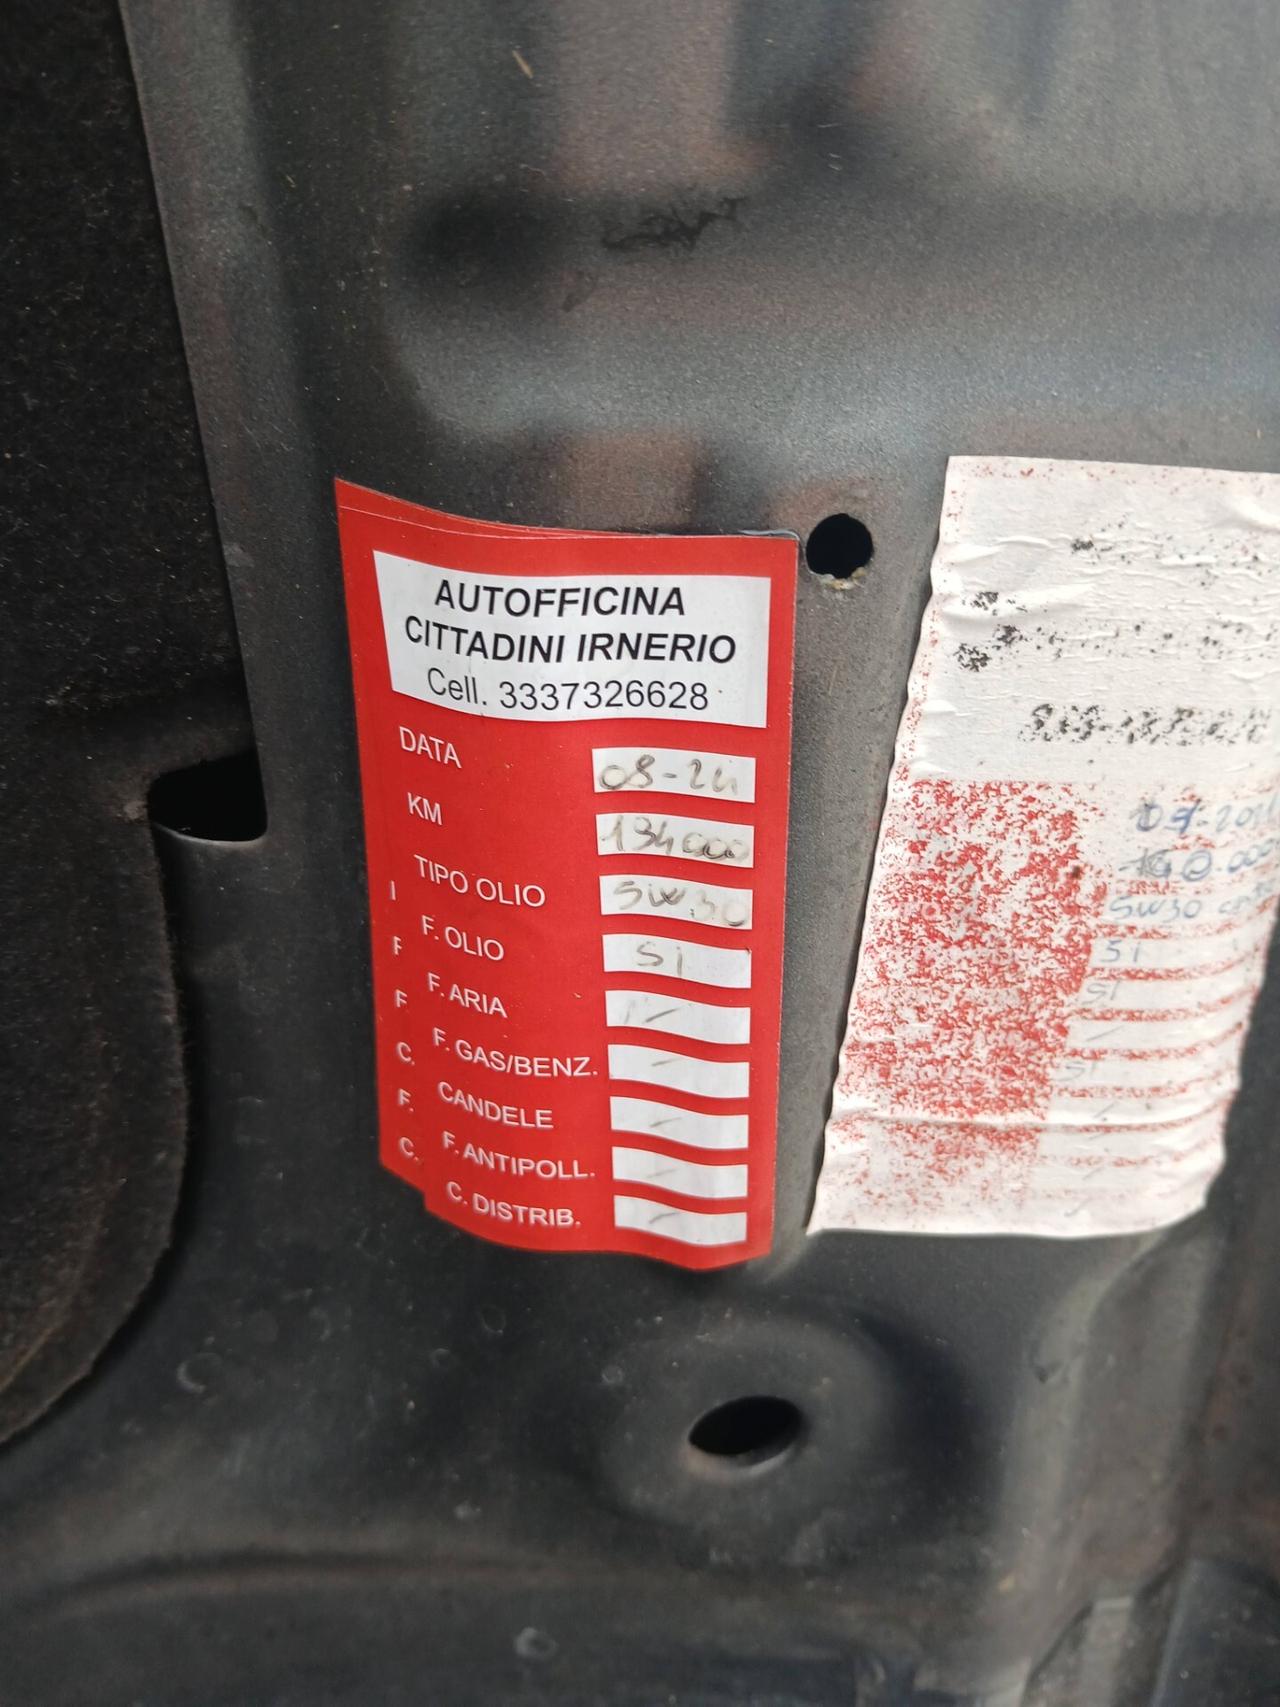 AUTOFFICINA
CITTADINI IRNERIO
Cell. 3337326628
DATA 08-24
KM 134000
TIPO OLIO 5W30
F. OLIO Si
F. ARIA
F. GAS/BENZ. -
CANDELE -
F. ANTIPOLL. -
C. DISTRIB. -
I
F
F
C.
F.
C.
5W30
Si
Si
-
Si
-
-